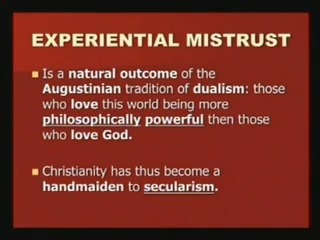 EXPERIENTIAL MISTRUST
Is a natural outcome of the
Augustinian tradition of dualism: those
who love this world being more
philosophically powerful then those
who love God.
Christianity has thus become a
handmaiden to secularism.